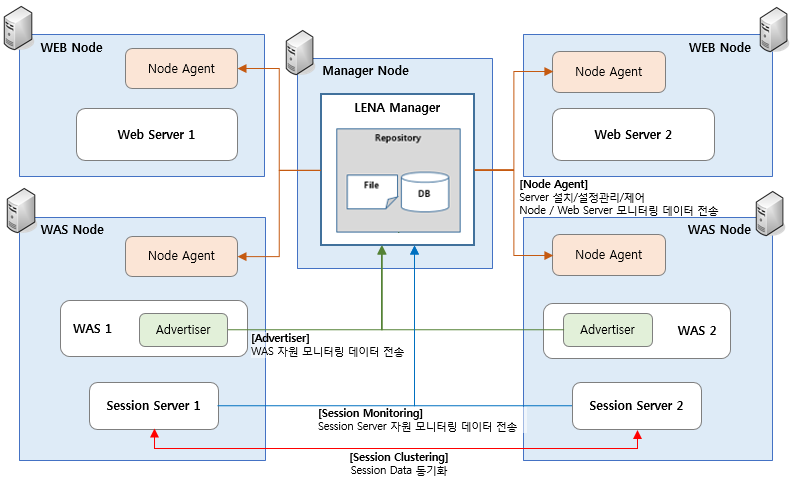 WEB Node
Node Agent
Web Server 1
Manager Node
LENA Manager
Repository
File
DB
WEB Node
Node Agent
Web Server 2
[Node Agent]
Server 설치/설정관리/제어
Node / Web Server 모니터링 데이터 전송
WAS Node
Node Agent
WAS 1
Advertiser
Session Server 1
WAS Node
Node Agent
Advertiser
WAS 2
Session Server 2
[Advertiser]
WAS 자원 모니터링 데이터 전송
[Session Monitoring]
Session Server 자원 모니터링 데이터 전송
[Session Clustering]
Session Data 동기화